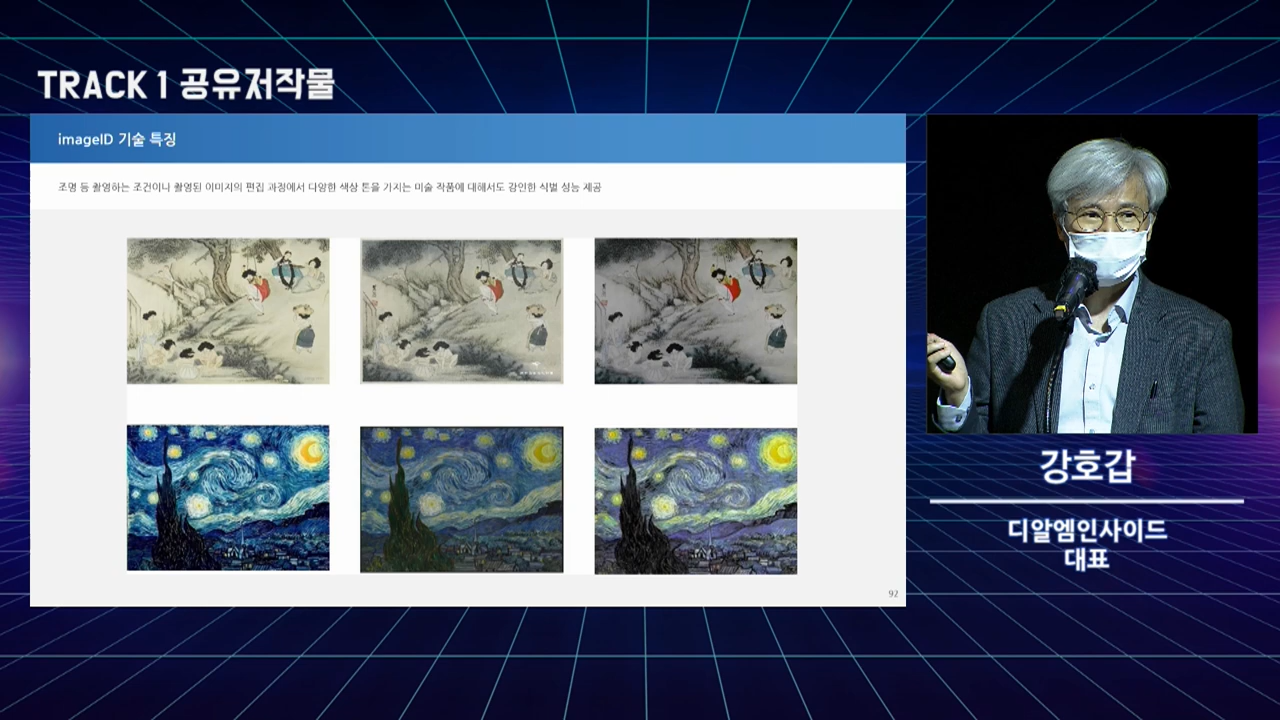 TRACK 1 공유저작물
imageID 기술 특징
조명 등 촬영하는 조건이나 촬영된 이미지의 편집 과정에서 다양한 색상 톤을 가지는 미술 작품에 대해서도 강인한 식별 성능 제공
강호갑
디알엠인사이드
대표
92